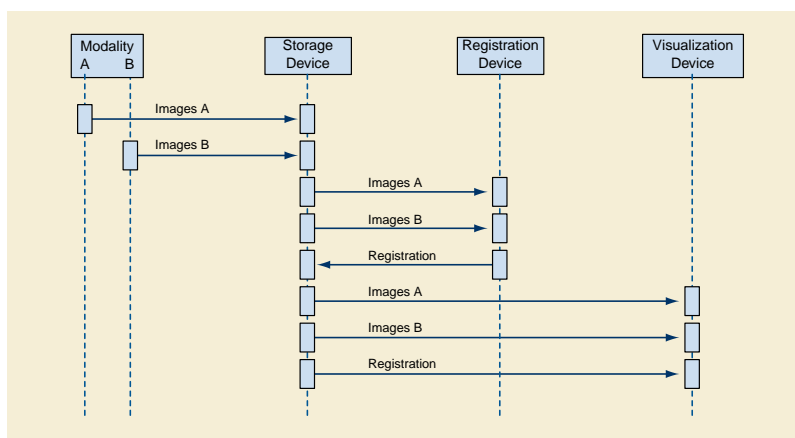 Modality
A B
Storage
Device
Registration
Device
Visualization
Device
Images A
Images B
Images A
Images B
Registration
Images A
Images B
Registration